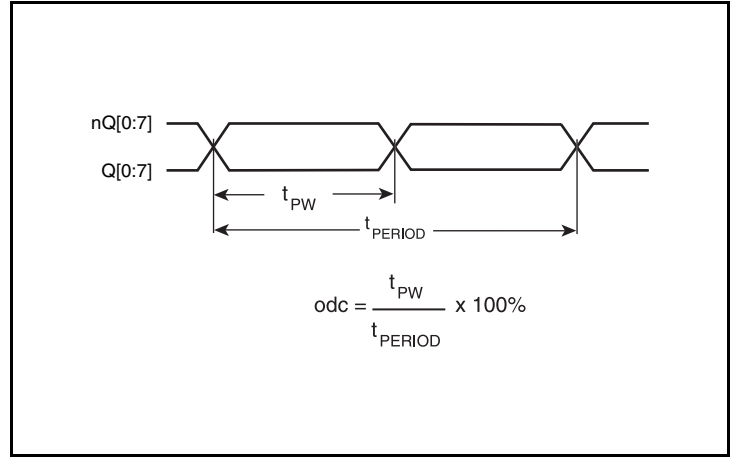 nQ[0:7]
Q[0:7]
tPW
tPERIOD
odc = tPW / tPERIOD x 100%